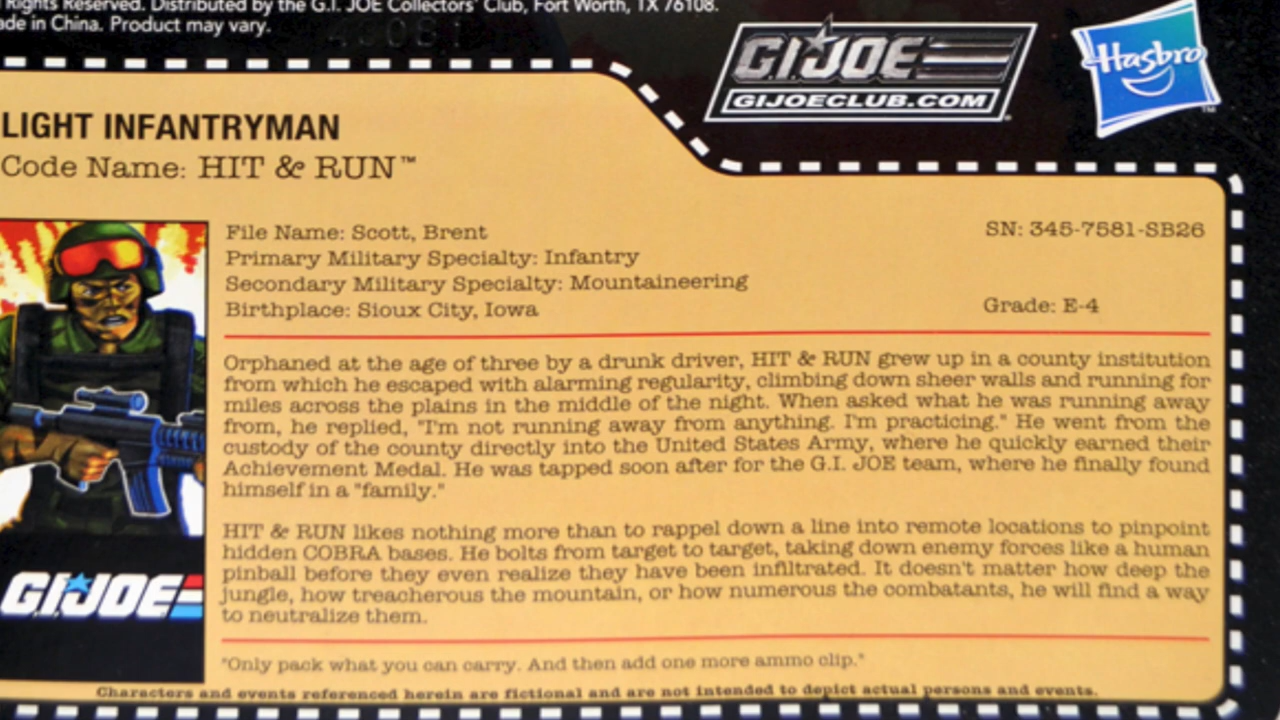 Rights Reserved. Distributed by the G.I. JOE Collectors' Club, Fort Worth, TX 76108.
ade in China. Product may vary.
GI JOE
GIJOECLUB.COM
Hasbro
™
LIGHT INFANTRYMAN
Code Name: HIT & RUN™
File Name: Scott, Brent
SN: 345-7581-SB26
Primary Military Specialty: Infantry
Secondary Military Specialty: Mountaineering
Birthplace: Sioux City, Iowa
Grade: E-4
Orphaned at the age of three by a drunk driver, HIT & RUN grew up in a county institution
from which he escaped with alarming regularity, climbing down sheer walls and running for
miles across the plains in the middle of the night. When asked what he was running away
from, he replied, "I'm not running away from anything. I'm practicing." He went from the
custody of the county directly into the United States Army, where he quickly earned their
Achievement Medal. He was tapped soon after for the G.I. JOE team, where he finally found
himself in a "family."
HIT & RUN likes nothing more than to rappel down a line into remote locations to pinpoint
hidden COBRA bases. He bolts from target to target, taking down enemy forces like a human
pinball before they even realize they have been infiltrated. It doesn't matter how deep the
jungle, how treacherous the mountain, or how numerous the combatants, he will find a way
to neutralize them.
GI JOE
"Only pack what you can carry. And then add one more ammo clip."
Characters and events referenced herein are fictional and are not intended to depict actual persons and events.